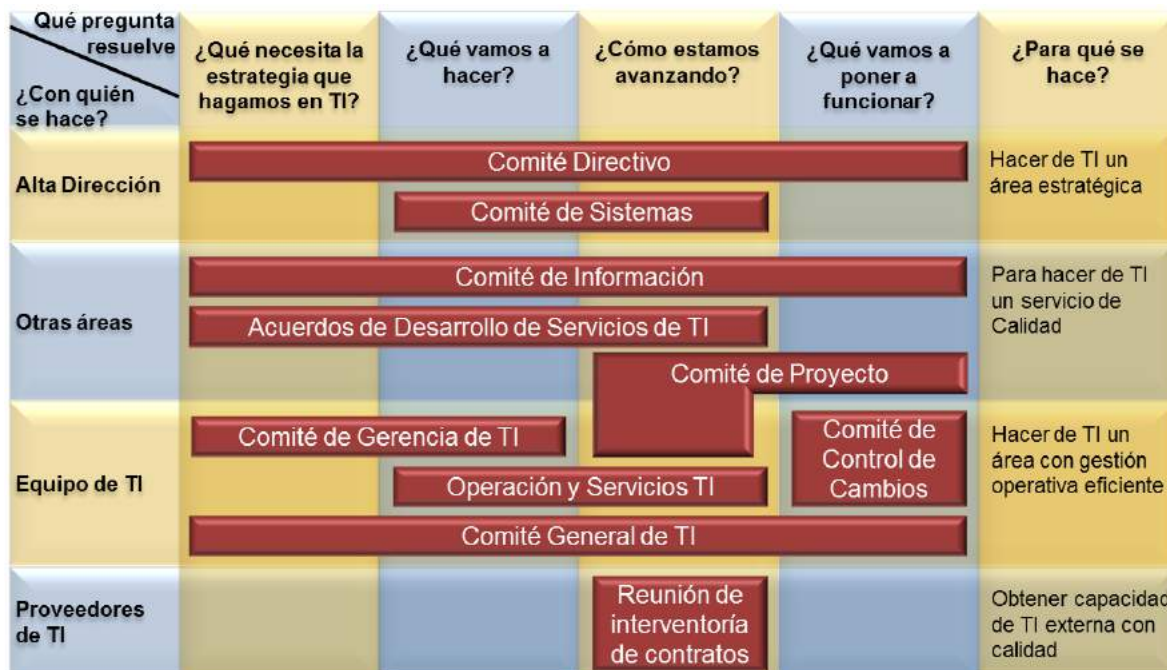 Qué pregunta
resuelve
¿Con quién
se hace?
¿Qué necesita la
estrategia que
hagamos en TI?
¿Qué vamos a
hacer?
¿Cómo estamos
avanzando?
¿Qué vamos a
poner a
funcionar?
¿Para qué se
hace?
Alta Dirección
Comité Directivo
Comité de Sistemas
Hacer de TI un
área estratégica
Otras áreas
Comité de Información
Acuerdos de Desarrollo de Servicios de TI
Comité de Proyecto
Para hacer de TI
un servicio de
Calidad
Equipo de TI
Comité de Gerencia de TI
Operación y Servicios TI
Comité de
Control de
Cambios
Comité General de TI
Hacer de TI un
área con gestión
operativa eficiente
Proveedores
de TI
Reunión de
interventoría
de contratos
Obtener capacidad
de TI externa con
calidad